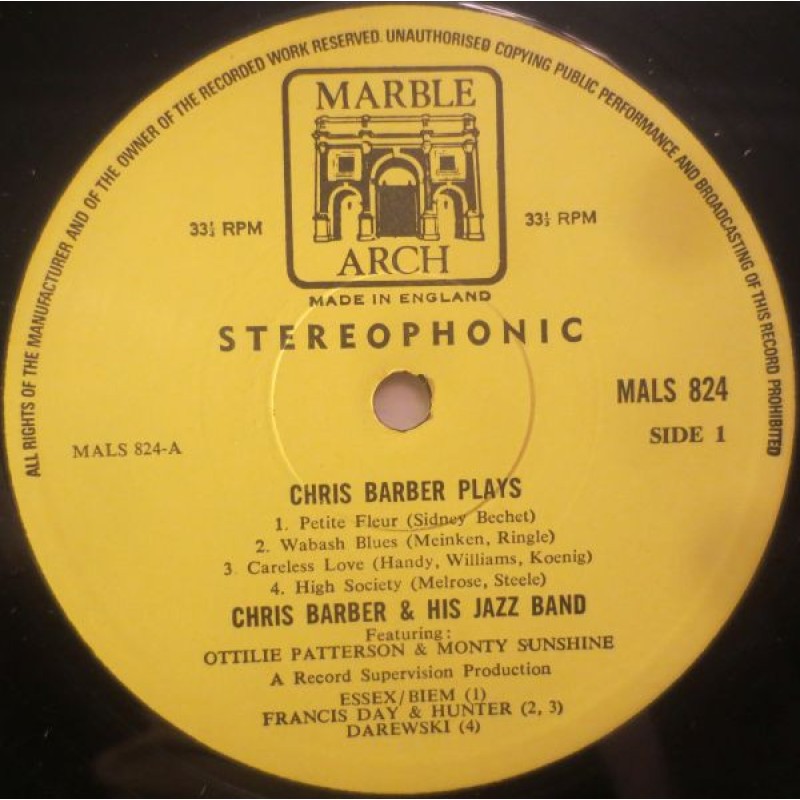 ALL RIGHTS OF THE MANUFACTURER AND OF THE OWNER OF THE RECORDED WORK RESERVED. UNAUTHORISED COPYING PUBLIC PERFORMANCE AND BROADCASTING OF THIS RECORD PROHIBITED
MARBLE
ARCH
33⅓ RPM
33⅓ RPM
MADE IN ENGLAND
STEREOPHONIC
MALS 824
SIDE 1
MALS 824-A
CHRIS BARBER PLAYS
1. Petite Fleur (Sidney Bechet)
2. Wabash Blues (Meinken, Ringle)
3 Careless Love (Handy, Williams, Koenig)
4. High Society (Melrose, Steele)
CHRIS BARBER & HIS JAZZ BAND
Featuring:
OTTILIE PATTERSON & MONTY SUNSHINE
A Record Supervision Production
ESSEX/BIEM (1)
FRANCIS DAY & HUNTER (2, 3)
DAREWSKI (4)